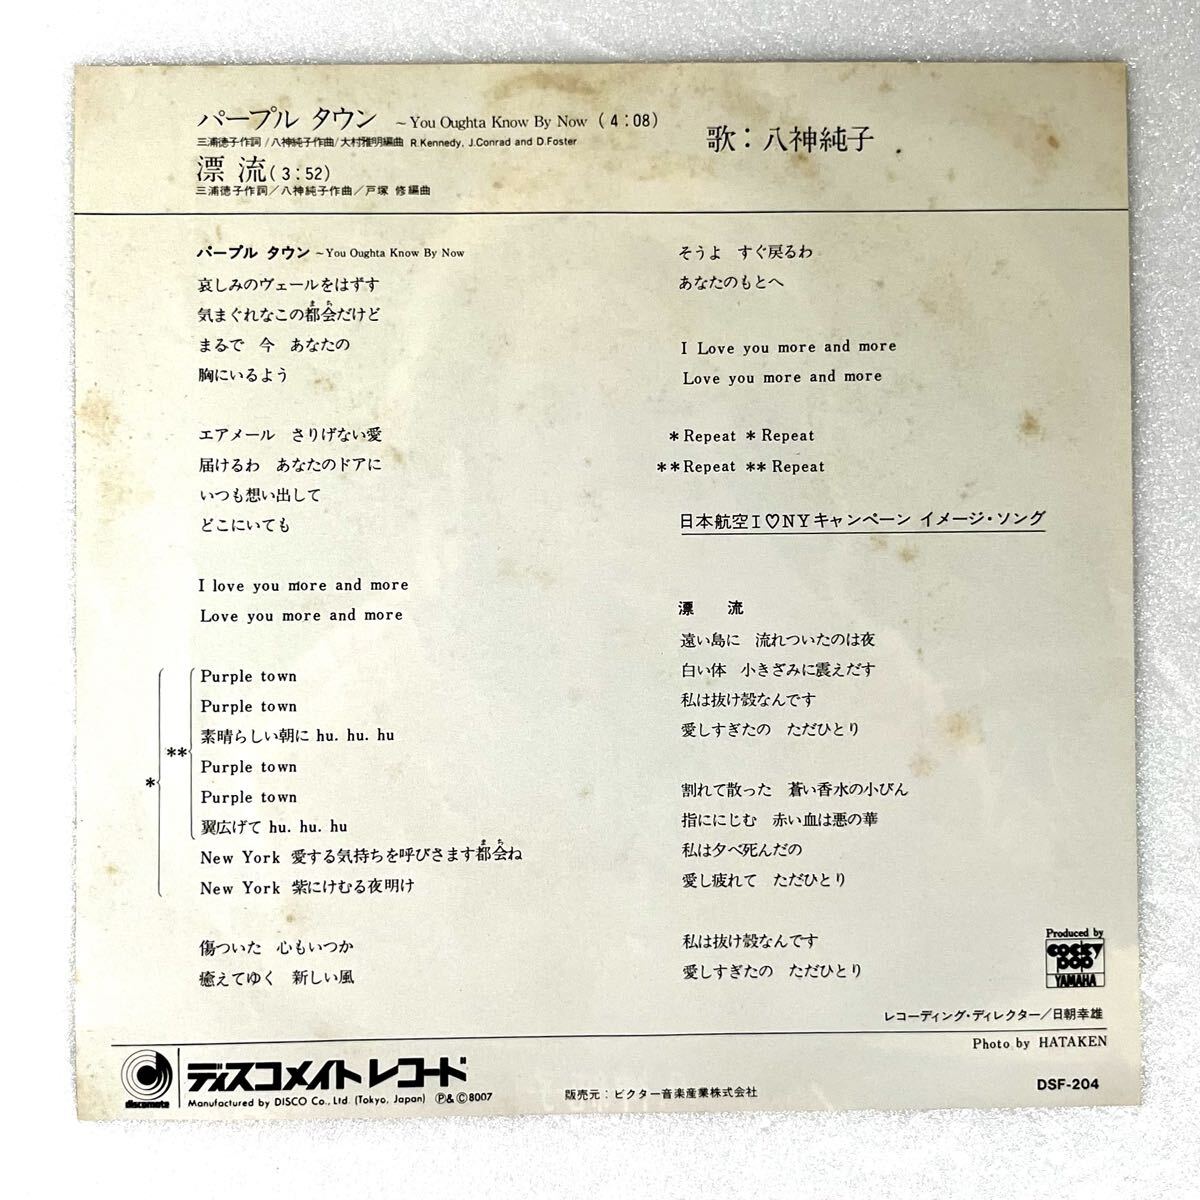 パープル タウン ~You Oughta Know By Now (4:08)
三浦徳子作詞/八神純子作曲/大村雅明編曲 R.Kennedy, J.Conrad and D.Foster
漂 流(3:52)
三浦徳子作詞/八神純子作曲/戸塚 修編曲
歌:八神純子
パープル タウン ~You Oughta Know By Now
哀しみのヴェールをはずす
気まぐれなこの都会だけど
まち
まるで 今 あなたの
胸にいるよう
エアメール さりげない愛
届けるわ あなたのドアに
いつも想い出して
どこにいても
I love you more and more
Love you more and more
Purple town
Purple town
素晴らしい朝に hu. hu. hu
**
Purple town
*
Purple town
翼広げて hu. hu. hu
New York 愛する気持ちを呼びさます都会ね
まち
New York 紫にけむる夜明け
傷ついた 心もいつか
癒えてゆく 新しい風
そうよ すぐ戻るわ
あなたのもとへ
I Love you more and more
Love you more and more
*Repeat *Repeat
**Repeat **Repeat
日本航空I♡NYキャンペーン イメージ・ソング
漂 流
遠い島に 流れついたのは夜
白い体 小きざみに震えだす
私は抜け殻なんです
愛しすぎたの ただひとり
割れて散った 蒼い香水の小びん
指ににじむ 赤い血は悪の華
私は夕べ死んだの
愛し疲れて ただひとり
私は抜け殻なんです
愛しすぎたの ただひとり
Produced by
COCKY
POP
YAMAHA
レコーディング・ディレクター/日朝幸雄
Photo by HATAKEN
discomate
ディスコメイトレコード
Manufactured by DISCO Co., Ltd. (Tokyo, Japan) Ⓟ&Ⓒ8007
販売元:ビクター音楽産業株式会社
DSF-204